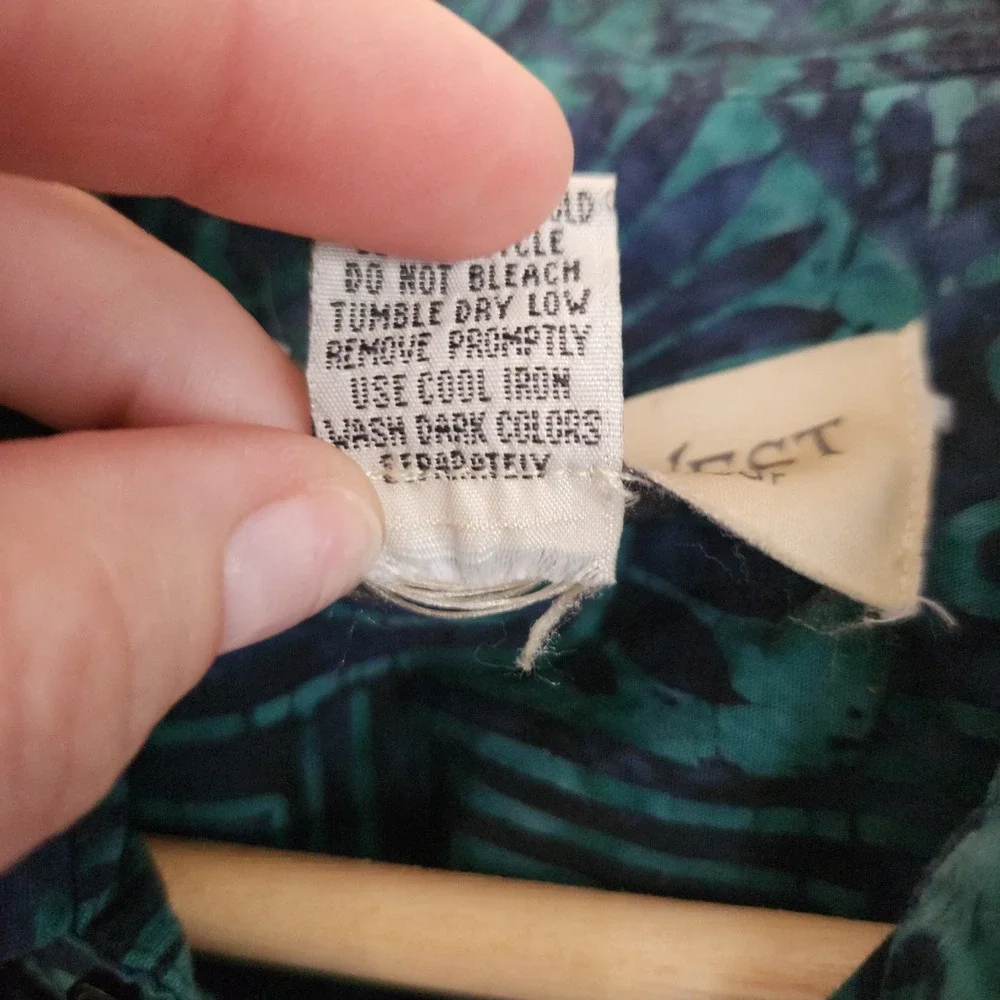 DO NOT BLEACH
TUMBLE DRY LOW
REMOVE PROMPTLY
USE COOL IRON
WASH DARK COLORS
SEPARATELY